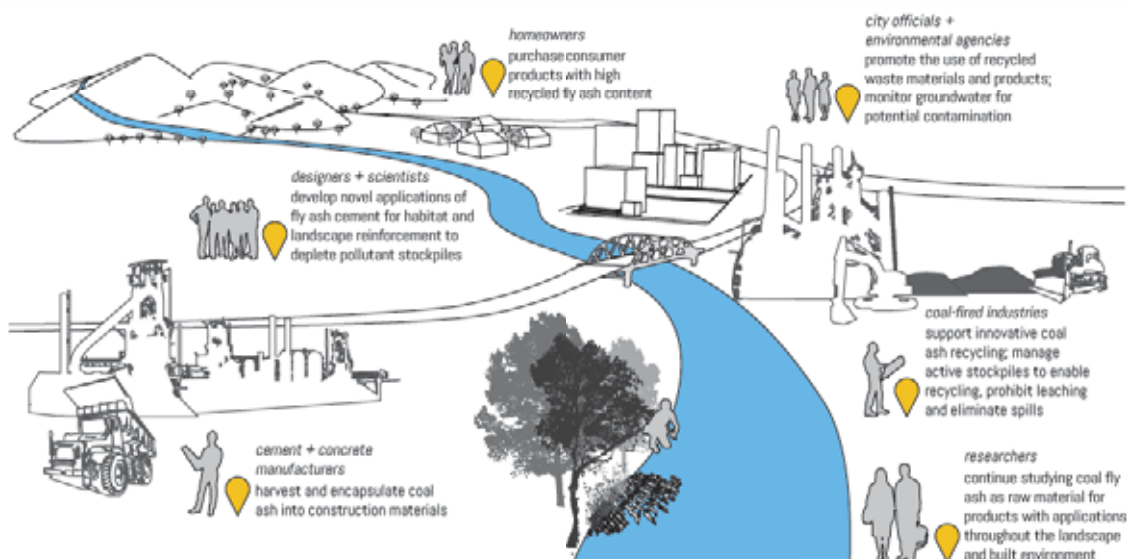 homeowners
purchase consumer
products with high
recycled fly ash content
city officials +
environmental agencies
promote the use of recycled
waste materials and products;
monitor groundwater for
potential contamination
designers + scientists
develop novel applications of
fly ash cement for habitat and
landscape reinforcement to
deplete pollutant stockpiles
coal-fired industries
support innovative coal
ash recycling; manage
active stockpiles to enable
recycling, prohibit leaching
and eliminate spills
cement + concrete
manufacturers
harvest and encapsulate coal
ash into construction materials
researchers
continue studying coal fly
ash as raw material for
products with applications
throughout the landscape
and built environment